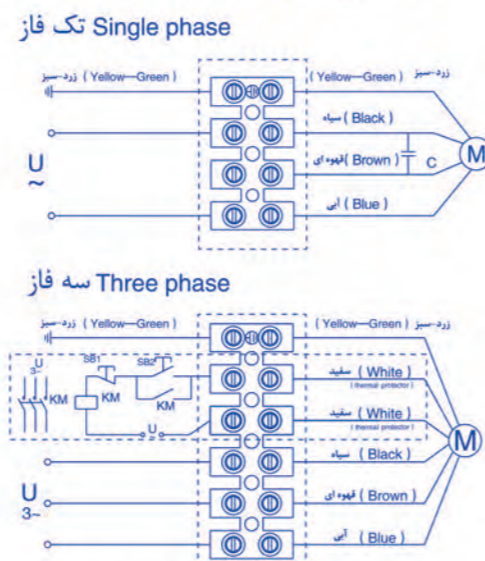 تک فاز Single phase
زرد-سبز ( Yellow—Green )
( Yellow—Green ) زرد-سبز
سیاه ( Black )
U
~
قهوه ای ( Brown )
C
M
آبی ( Blue )
سه فاز Three phase
زرد-سبز ( Yellow—Green )
( Yellow—Green ) زرد-سبز
U
3
SB1
SB2
سفید ( White )
( thermal protector )
KM
KM
KM
سفید ( White )
( thermal protector )
U
M
سیاه ( Black )
U
3~
قهوه ای ( Brown )
آبی ( Blue )